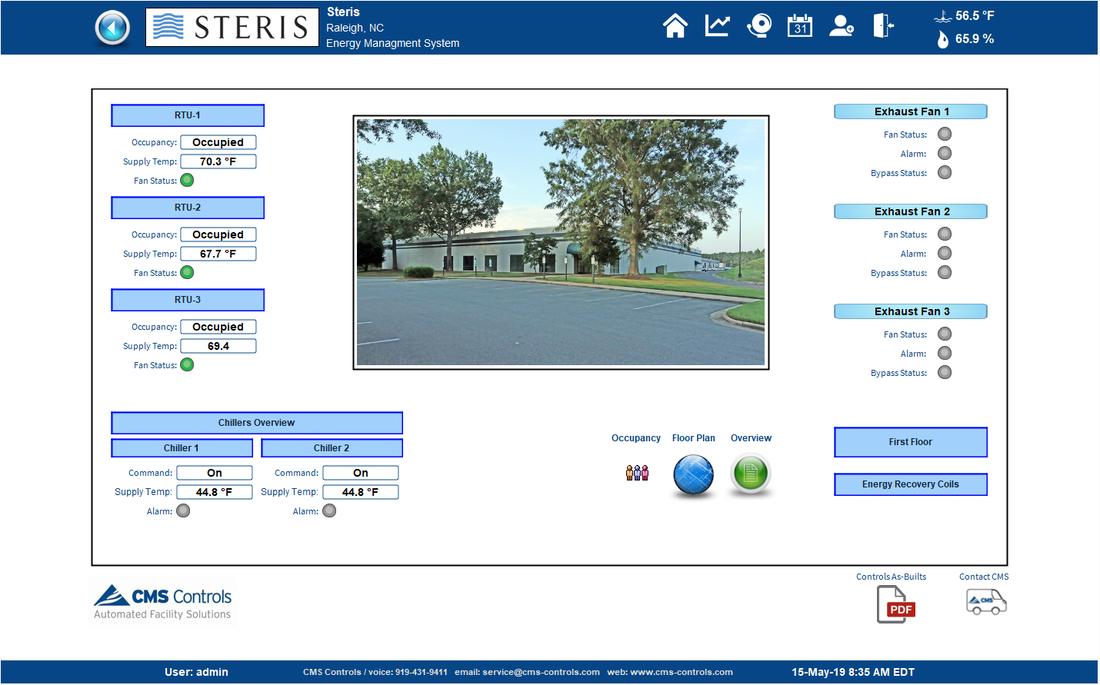 STERIS
Steris
Raleigh, NC
Energy Managment System
31
56.5 °F
65.9 %
RTU-1
Occupancy: Occupied
Supply Temp: 70.3 °F
Fan Status:
RTU-2
Occupancy: Occupied
Supply Temp: 67.7 °F
Fan Status:
RTU-3
Occupancy: Occupied
Supply Temp: 69.4
Fan Status:
Exhaust Fan 1
Fan Status:
Alarm:
Bypass Status:
Exhaust Fan 2
Fan Status:
Alarm:
Bypass Status:
Exhaust Fan 3
Fan Status:
Alarm:
Bypass Status:
Chillers Overview
Chiller 1
Command: On
Supply Temp: 44.8 °F
Alarm:
Chiller 2
Command: On
Supply Temp: 44.8 °F
Alarm:
Occupancy Floor Plan Overview
First Floor
Energy Recovery Coils
CMS Controls
Automated Facility Solutions
Controls As-Builts
PDF
Contact CMS
CMS
User: admin
CMS Controls / voice: 919-431-9411 email: service@cms-controls.com web: www.cms-controls.com
15-May-19 8:35 AM EDT